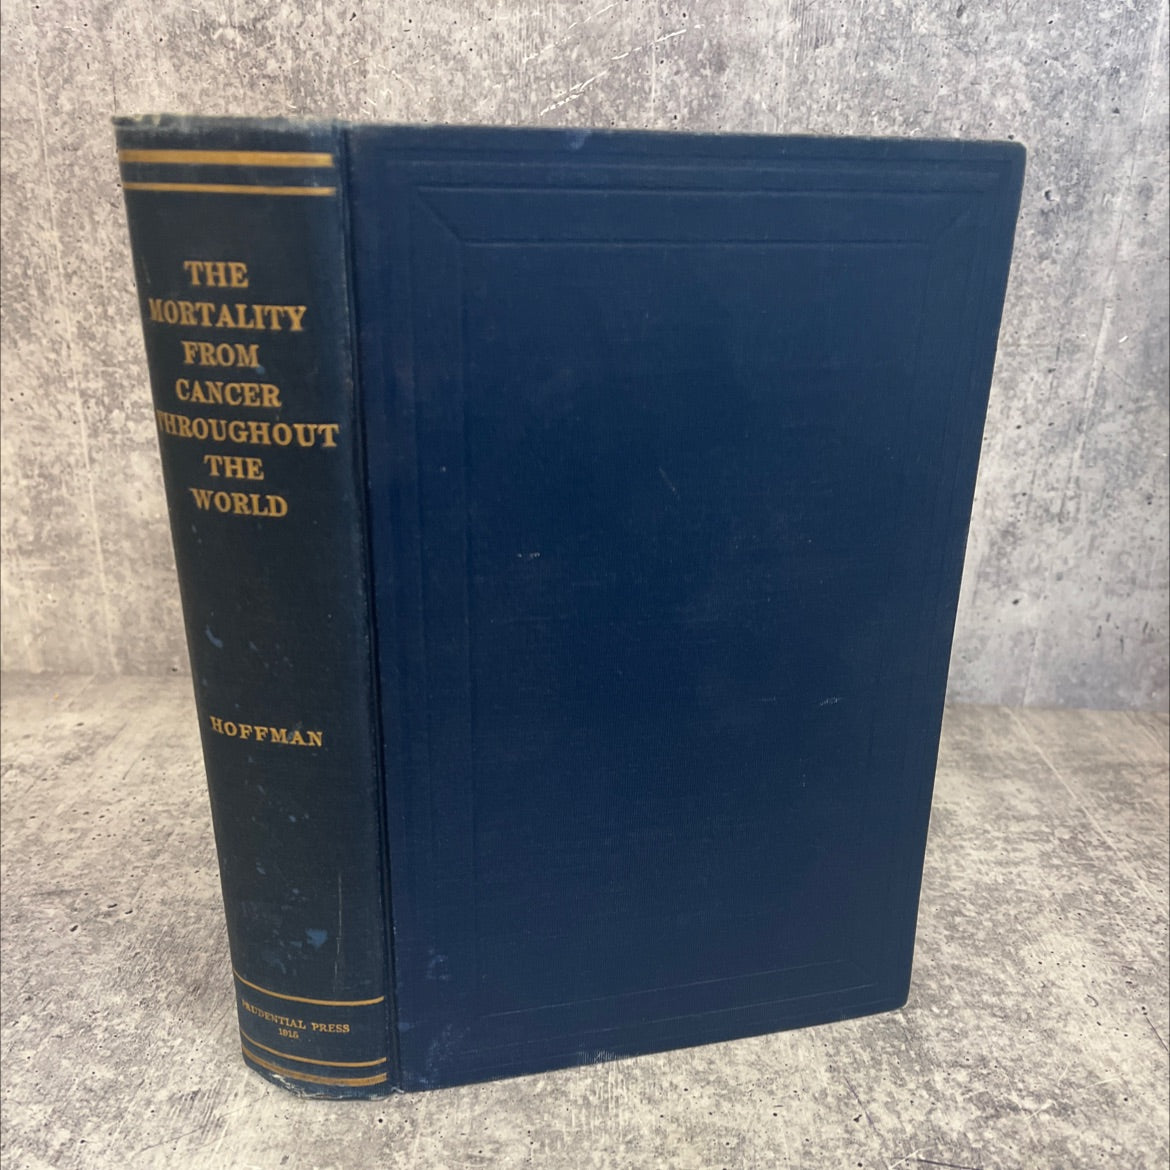 THE
MORTALITY
FROM
CANCER
THROUGHOUT
THE
WORLD
HOFFMAN
PRUDENTIAL PRESS
1915